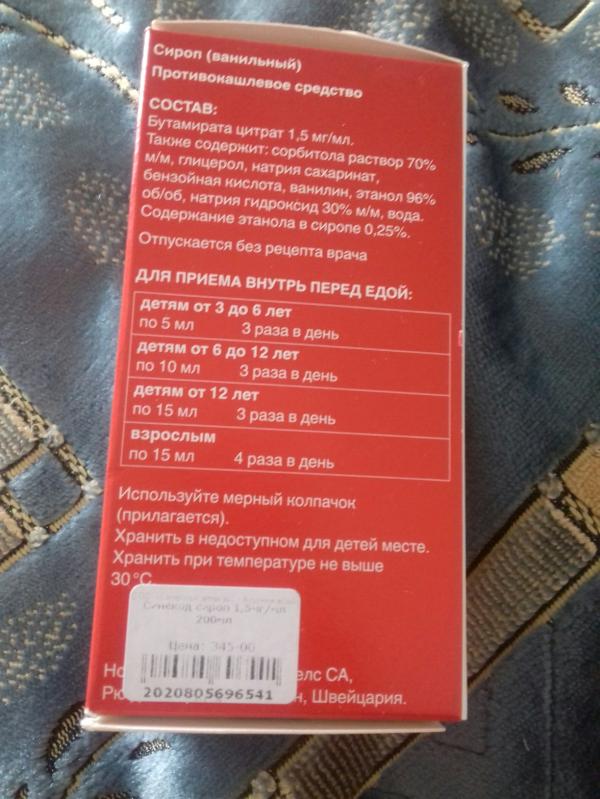 Сироп (ванильный)
Противокашлевое средство
СОСТАВ:
Бутамирата цитрат 1,5 мг/мл.
Также содержит: сорбитола раствор 70%
м/м, глицерол, натрия сахаринат,
бензойная кислота, ванилин, этанол 96%
об/об, натрия гидроксид 30% м/м, вода.
Содержание этанола в сиропе 0,25%.
Отпускается без рецепта врача
ДЛЯ ПРИЕМА ВНУТРЬ ПЕРЕД ЕДОЙ:
детям от 3 до 6 лет
по 5 мл 3 раза в день
детям от 6 до 12 лет
по 10 мл 3 раза в день
детям от 12 лет
по 15 мл 3 раза в день
взрослым
по 15 мл 4 раза в день
Используйте мерный колпачок
(прилагается).
Хранить в недоступном для детей месте.
Хранить при температуре не выше
30°С
Синекод сироп 1,5мг/мл
200мл
Цена: 345-00
2020805696541
СА,
Швейцария.